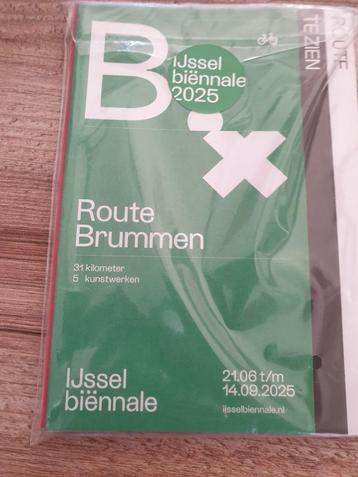 B
IJssel
biënnale
2025
ROUTE
TE ZIEN
Route
Brummen
31 kilometer
5 kunstwerken
IJssel
biënnale
21.06 t/m
14.09.2025
ijsselbiennale.nl